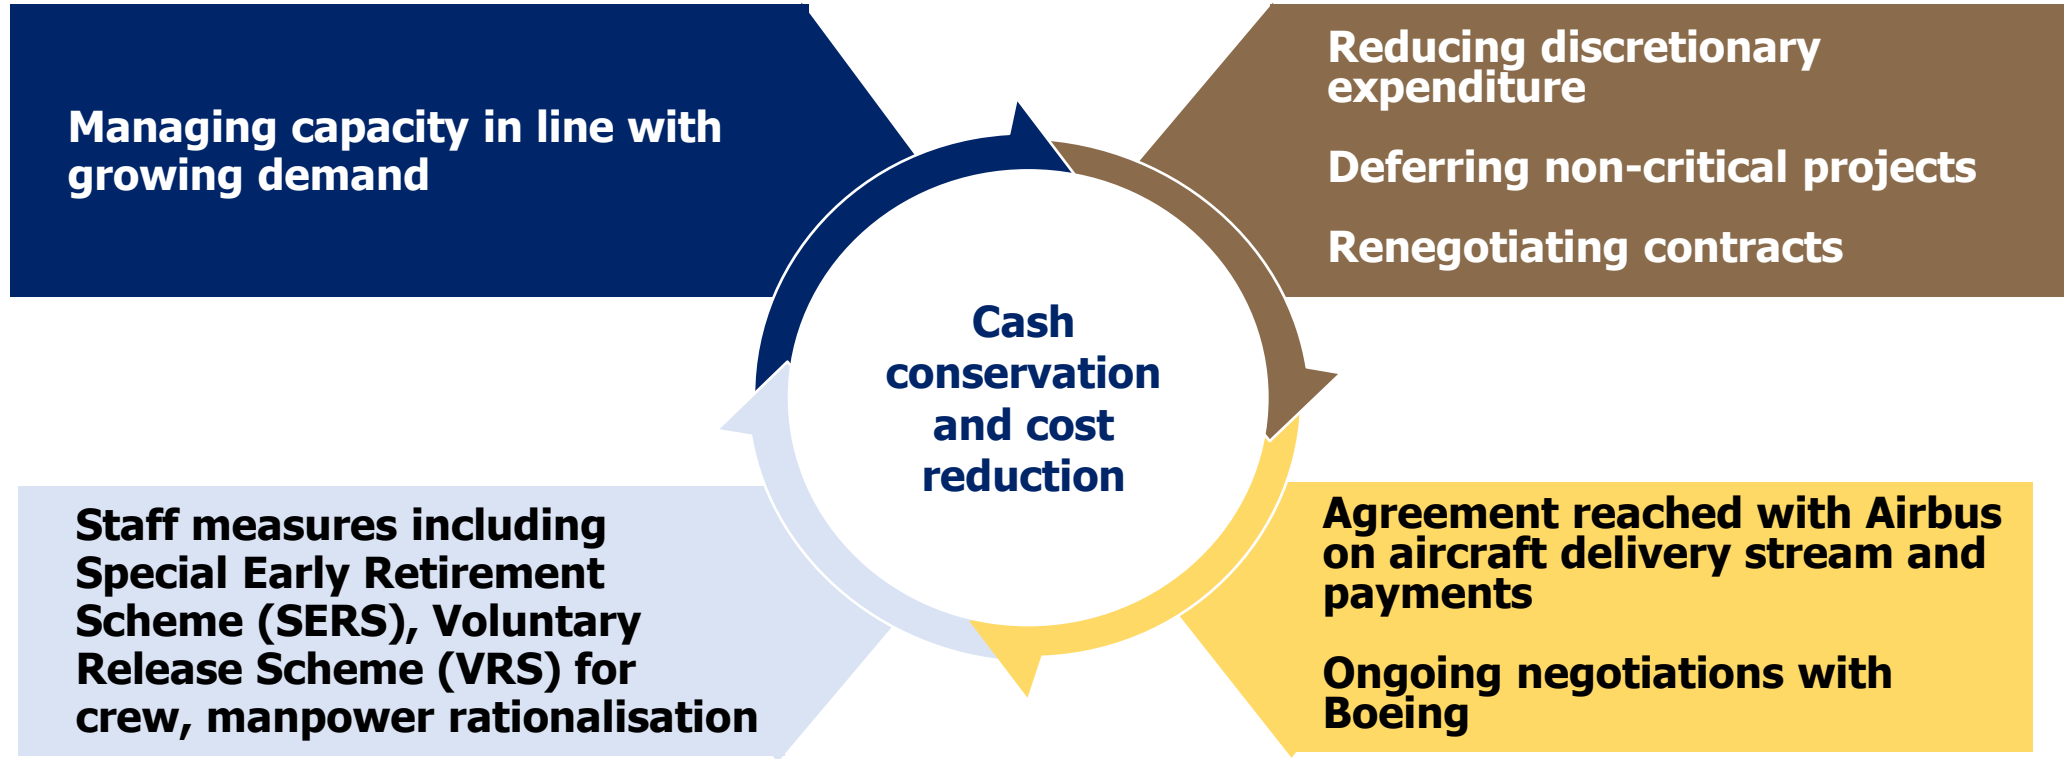 Managing capacity in line with
growing demand
Reducing discretionary
expenditure
Deferring non-critical projects
Renegotiating contracts
Cash
conservation
and cost
reduction
Staff measures including
Special Early Retirement
Scheme (SERS), Voluntary
Release Scheme (VRS) for
crew, manpower rationalisation
Agreement reached with Airbus
on aircraft delivery stream and
payments
Ongoing negotiations with
Boeing